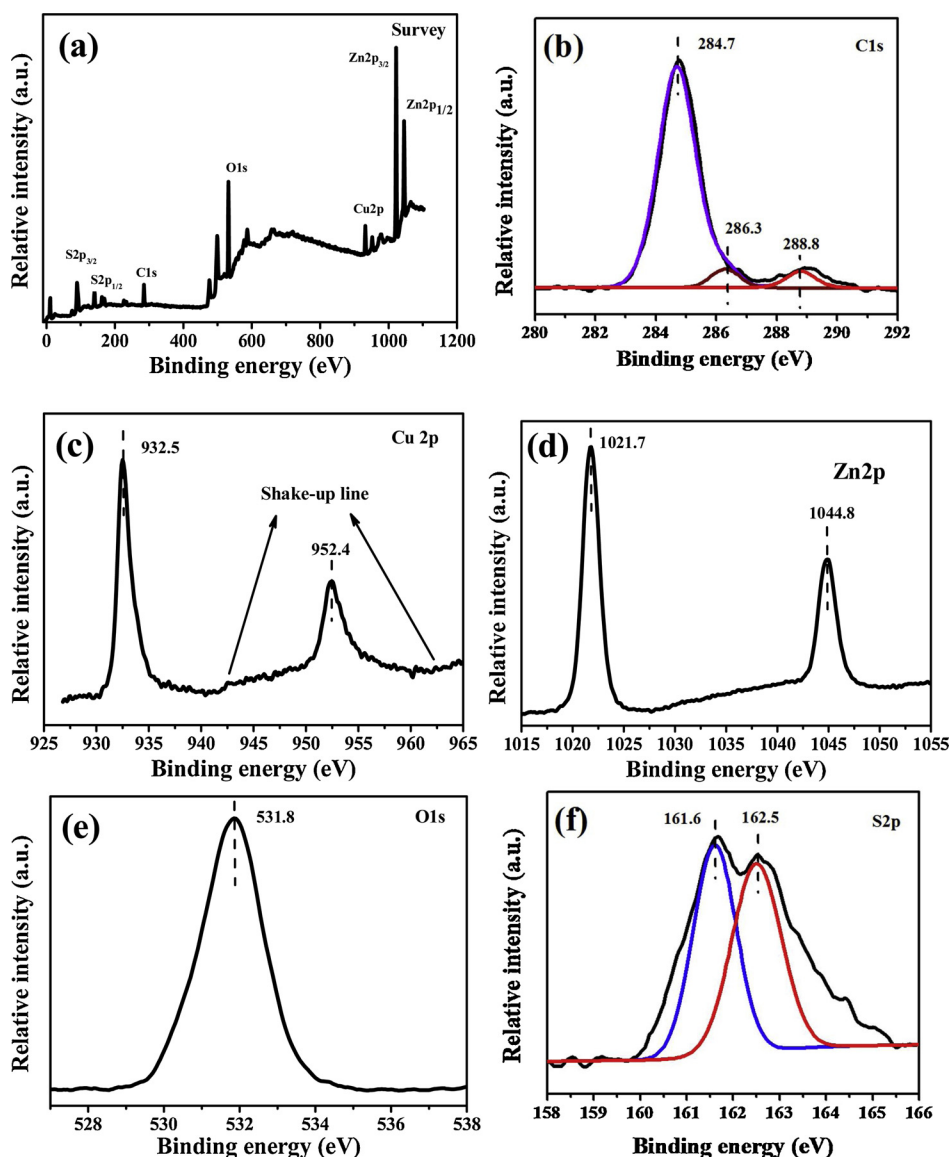 (a)
Survey
Zn2p3/2
Zn2p1/2
O1s
Cu2p
S2p3/2
S2p1/2
C1s
Relative intensity (a.u.)
0 200 400 600 800 1000 1200
Binding energy (eV)
(b)
C1s
284.7
286.3
288.8
Relative intensity (a.u.)
280 282 284 286 288 290 292
Binding energy (eV)
(c)
Cu 2p
932.5
Shake-up line
952.4
Relative intensity (a.u.)
925 930 935 940 945 950 955 960 965
Binding energy (eV)
(d)
1021.7
Zn2p
1044.8
Relative intensity (a.u.)
1015 1020 1025 1030 1035 1040 1045 1050 1055
Binding energy (eV)
(e)
O1s
531.8
Relative intensity (a.u.)
528 530 532 534 536 538
Binding energy (eV)
(f)
161.6 162.5
S2p
Relative intensity (a.u.)
158 159 160 161 162 163 164 165 166
Binding energy (eV)